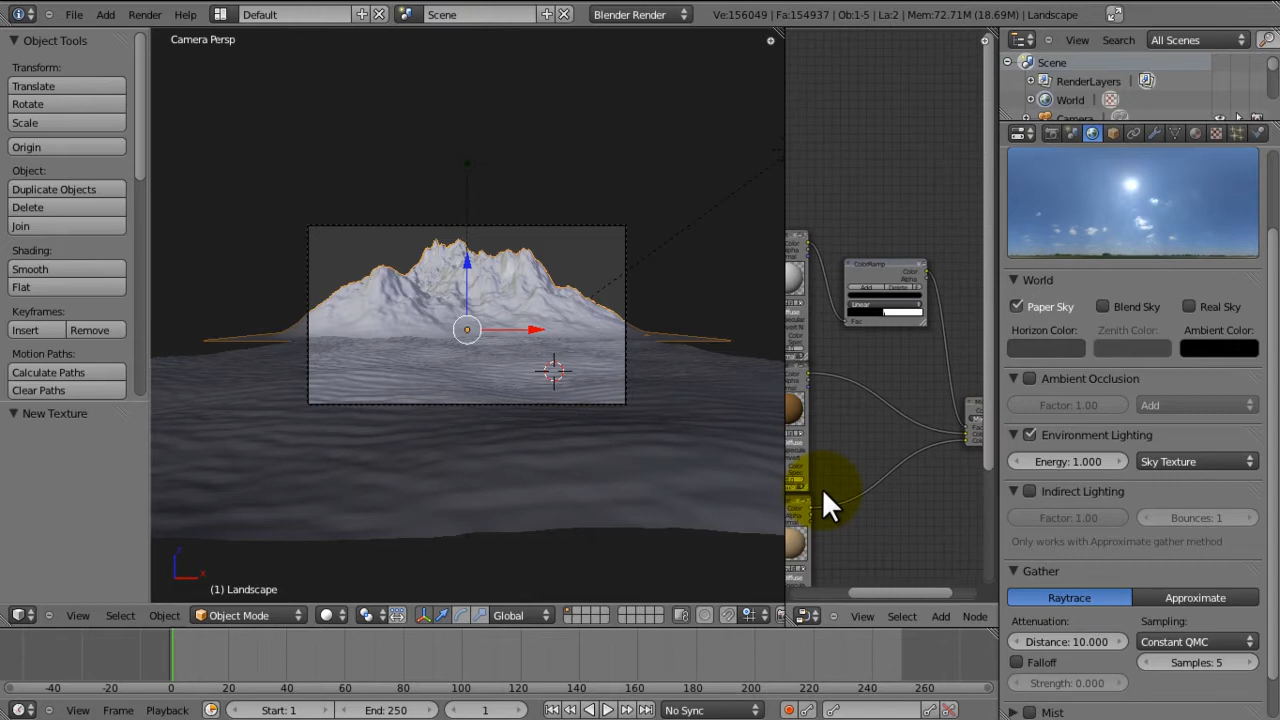 File Add Render Help Default Scene Blender Render Ve:156049 | Fa:154937 | Ob:1-5 | La:2 | Mem:72.71M (18.69M) | Landscape
Object Tools
Transform:
Translate
Rotate
Scale
Origin
Object:
Duplicate Objects
Delete
Join
Shading:
Smooth
Flat
Keyframes:
Insert Remove
Motion Paths:
Calculate Paths
Clear Paths
New Texture
Camera Persp
z
x
(1) Landscape
View Select Object Object Mode Global
ColorRamp
Color
Alpha
Add Delete F
Linear
Fac
View Select Add Node
View Search All Scenes
Scene
RenderLayers
World
Camera
World
Paper Sky Blend Sky Real Sky
Horizon Color: Zenith Color: Ambient Color:
Ambient Occlusion
Factor: 1.00 Add
Environment Lighting
Energy: 1.000 Sky Texture
Indirect Lighting
Factor: 1.00 Bounces: 1
Only works with Approximate gather method
Gather
Raytrace Approximate
Attenuation: Sampling:
Distance: 10.000 Constant QMC
Falloff Samples: 5
Strength: 0.000
Mist
-40 -20 0 20 40 60 80 100 120 140 160 180 200 220 240 260
View Frame Playback Start: 1 End: 250 1 No Sync